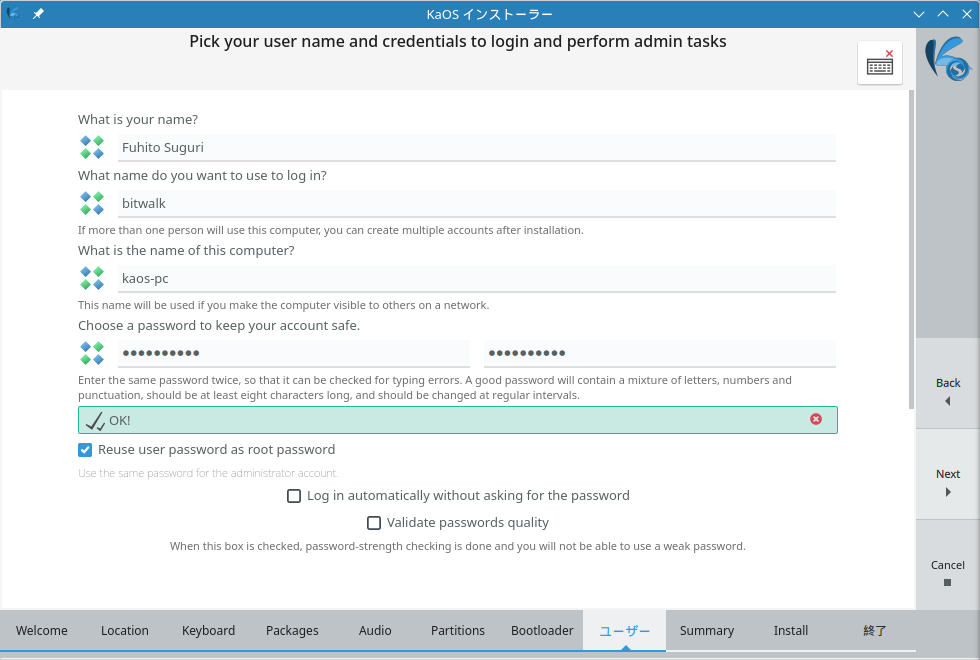 KaOS インストーラー
Pick your user name and credentials to login and perform admin tasks
What is your name?
Fuhito Suguri
What name do you want to use to log in?
bitwalk
If more than one person will use this computer, you can create multiple accounts after installation.
What is the name of this computer?
kaos-pc
This name will be used if you make the computer visible to others on a network.
Choose a password to keep your account safe.
●●●●●●●●●● ●●●●●●●●●●
Enter the same password twice, so that it can be checked for typing errors. A good password will contain a mixture of letters, numbers and
punctuation, should be at least eight characters long, and should be changed at regular intervals.
OK!
Reuse user password as root password
Use the same password for the administrator account.
Log in automatically without asking for the password
Validate passwords quality
When this box is checked, password-strength checking is done and you will not be able to use a weak password.
Back
Next
Cancel
Welcome Location Keyboard Packages Audio Partitions Bootloader ユーザー Summary Install 終了